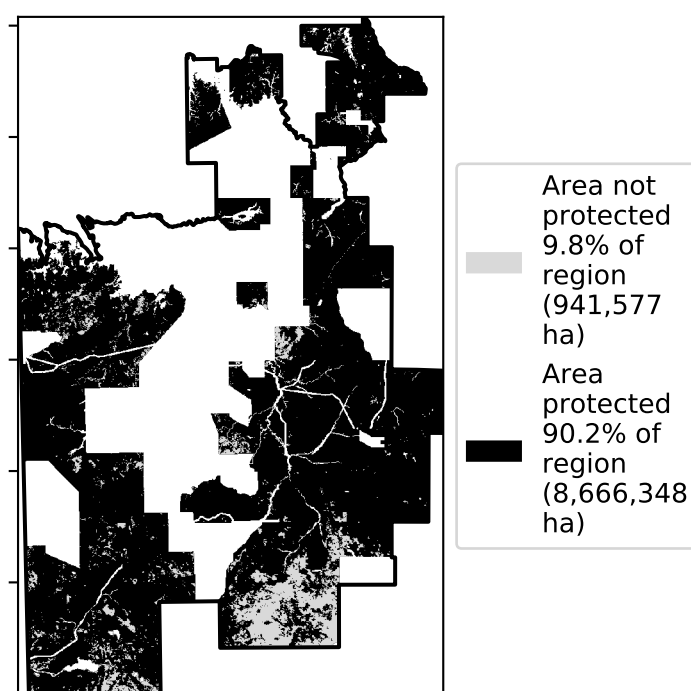 Area not
protected
9.8% of
region
(941,577
ha)
Area
protected
90.2% of
region
(8,666,348
ha)